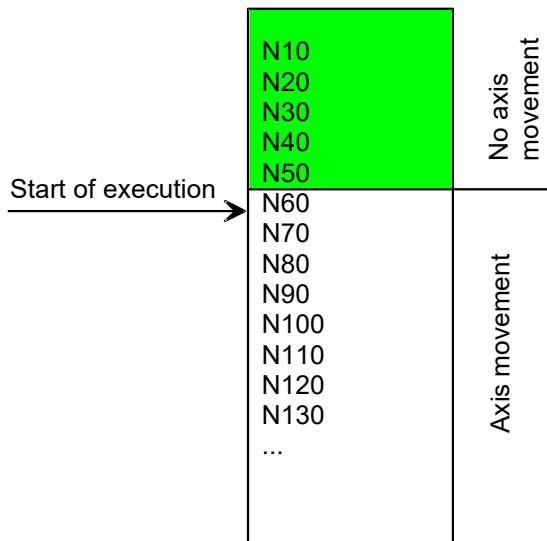 N10
N20
N30
N40
N50
Start of execution
N60
N70
N80
N90
N100
N110
N120
N130
...
No axis
movement
Axis movement